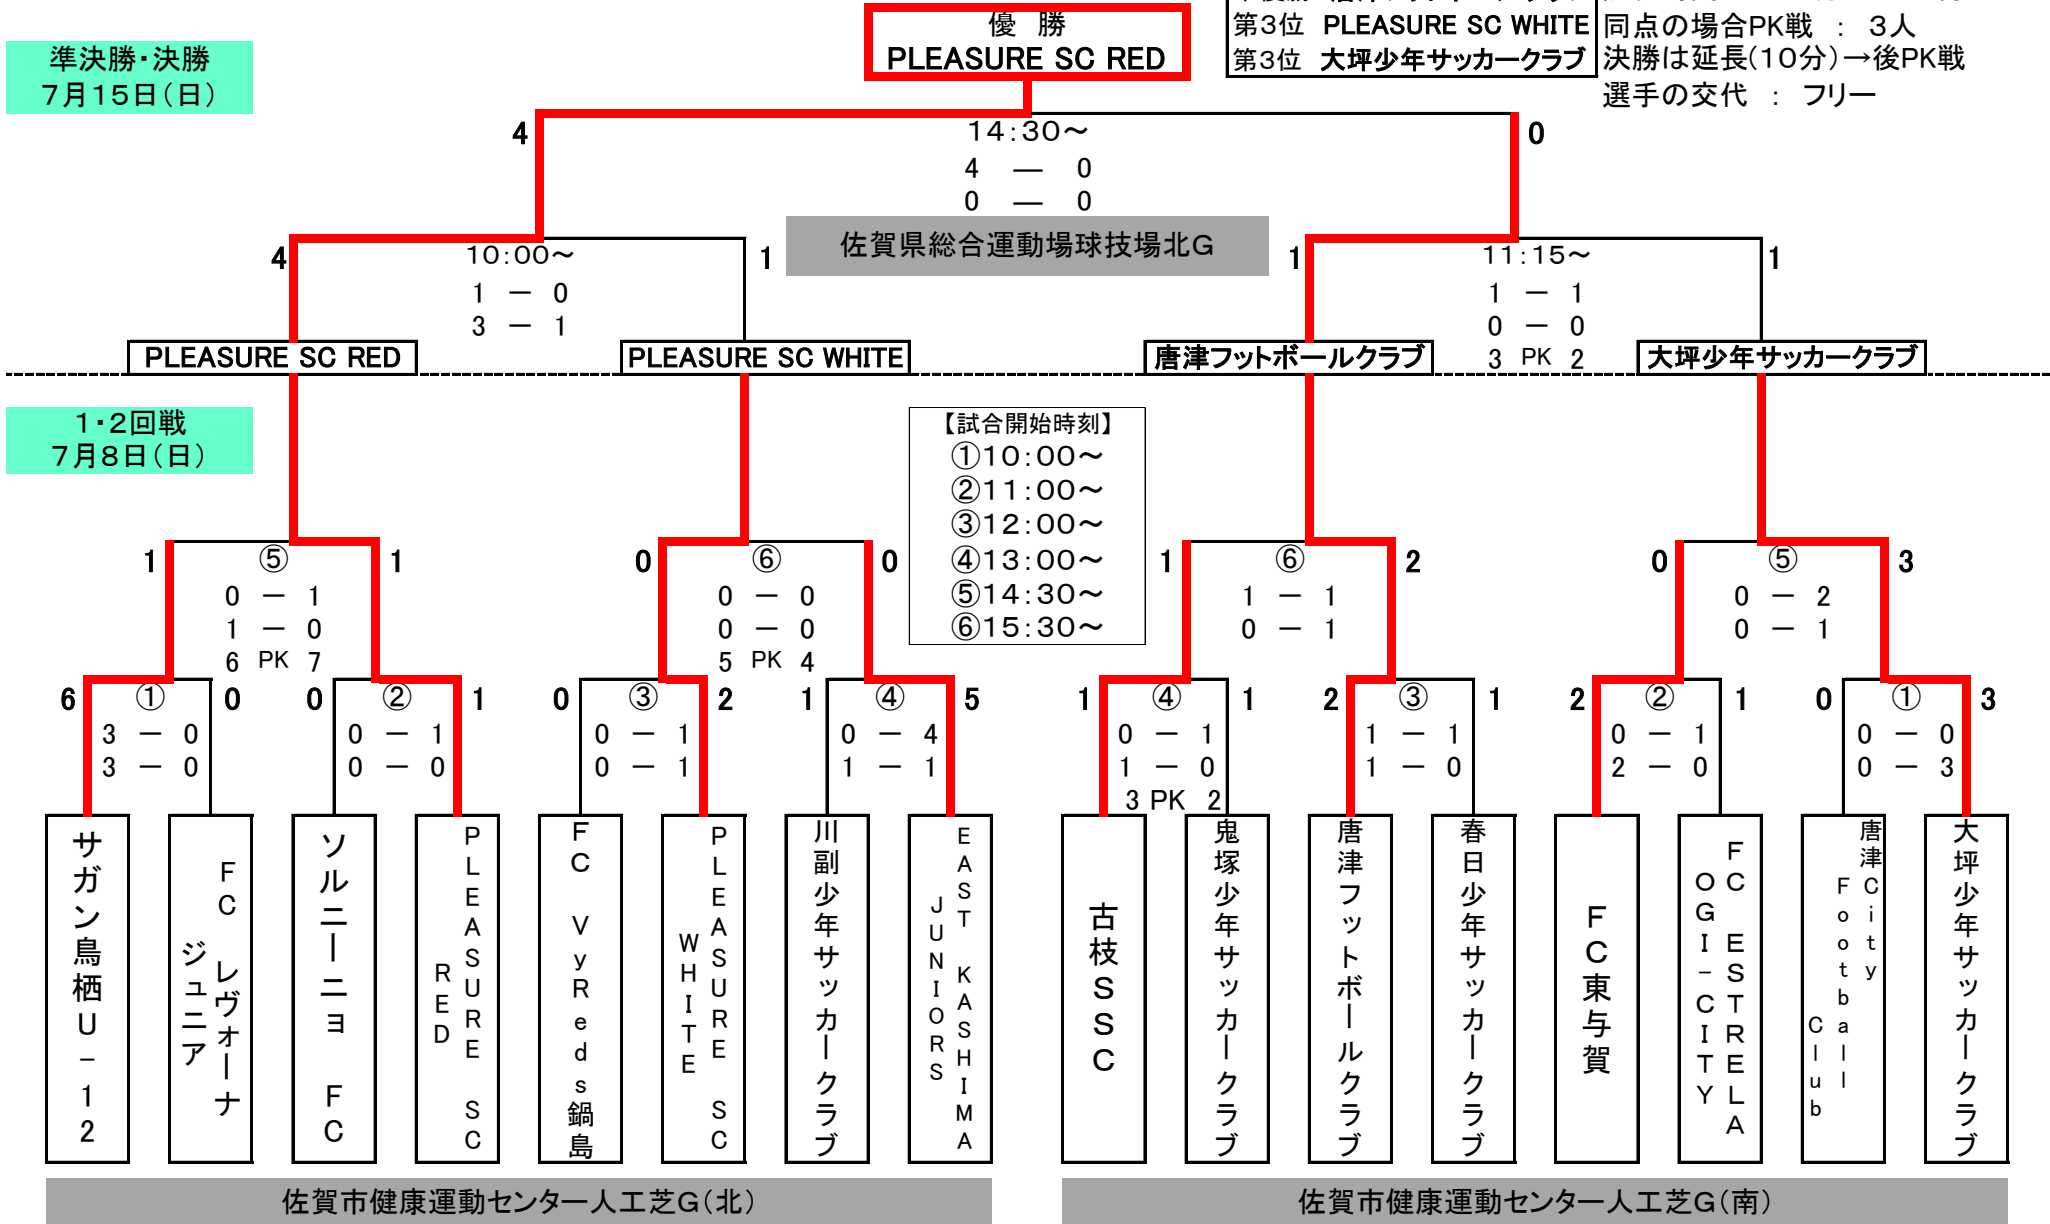 優 勝
PLEASURE SC RED
第3位 PLEASURE SC WHITE
第3位 大坪少年サッカークラブ
同点の場合PK戦 : 3人
決勝は延長(10分)→後PK戦
選手の交代 : フリー
準決勝・決勝
7月15日(日)
4 0
14:30~
4 ― 0
0 ― 0
佐賀県総合運動場球技場北G
4 1
10:00~
1 - 0
3 - 1
1 1
11:15~
1 - 1
0 - 0
3 PK 2
PLEASURE SC RED
PLEASURE SC WHITE
唐津フットボールクラブ
大坪少年サッカークラブ
1・2回戦
7月8日(日)
【試合開始時刻】
①10:00~
②11:00~
③12:00~
④13:00~
⑤14:30~
⑥15:30~
1 ⑤ 1
0 - 1
1 - 0
6 PK 7
0 ⑥ 0
0 - 0
0 - 0
5 PK 4
1 ⑥ 2
1 - 1
0 - 1
0 ⑤ 3
0 - 2
0 - 1
6 ① 0
3 - 0
3 - 0
0 ② 1
0 - 1
0 - 0
0 ③ 2
0 - 1
0 - 1
1 ④ 5
0 - 4
1 - 1
1 ④ 1
0 - 1
1 - 0
3 PK 2
2 ③ 1
1 - 1
1 - 0
2 ② 1
0 - 1
2 - 0
0 ① 3
0 - 0
0 - 3
サガン鳥栖U-12
FC レヴォーナ
ジュニア
ソルニーニョ FC
PLEASURE SC
RED
FC VyReds鍋島
PLEASURE SC
WHITE
川副少年サッカークラブ
EAST KASHIMA
JUNIORS
古枝SSC
鬼塚少年サッカークラブ
唐津フットボールクラブ
春日少年サッカークラブ
FC東与賀
FC ESTRELA
OGI-CITY
唐津City
Football
Club
大坪少年サッカークラブ
佐賀市健康運動センター人工芝G(北)
佐賀市健康運動センター人工芝G(南)